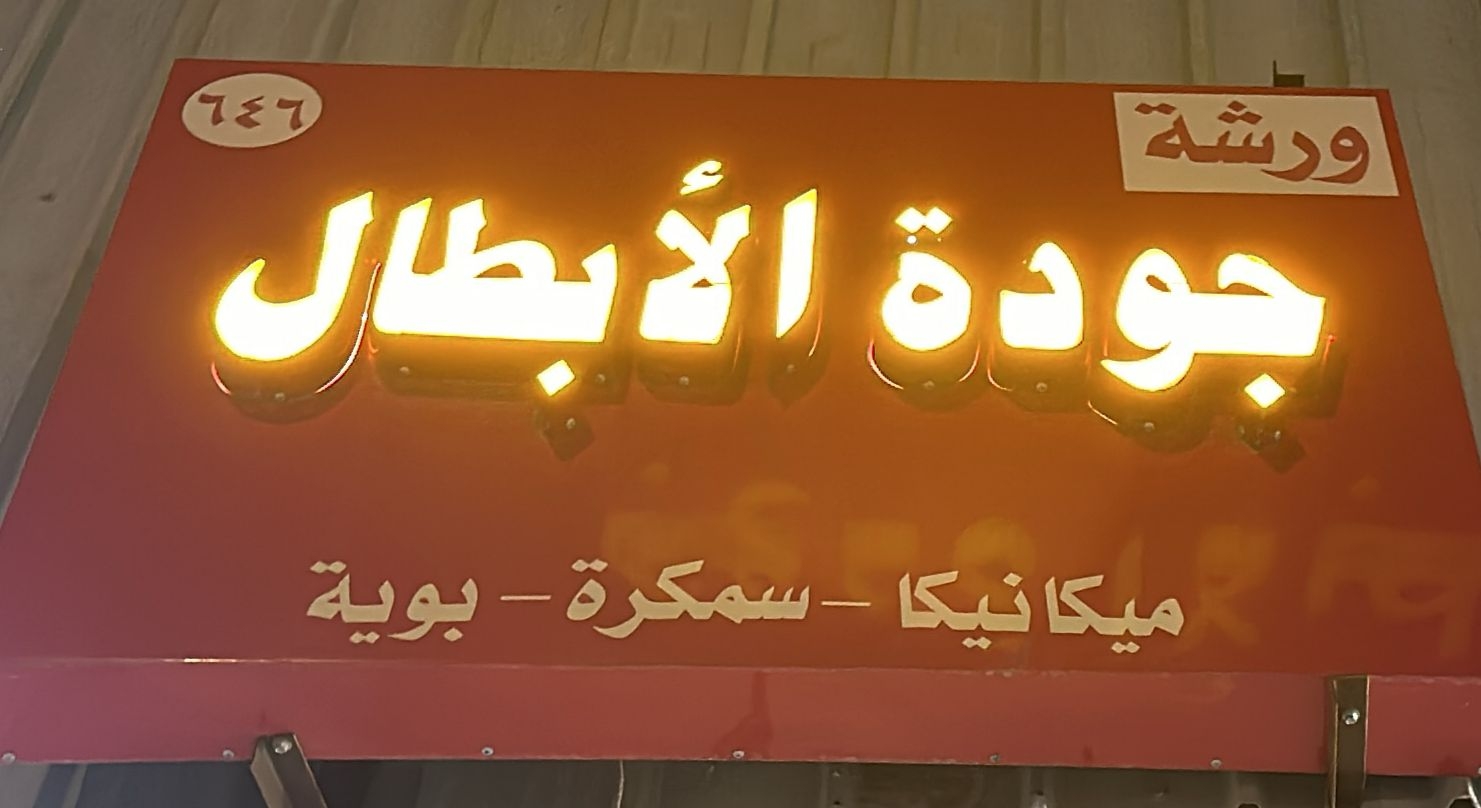 ورشة
٦٤٦
جودة الأبطال
ميكانيكا - سمكرة - بوية